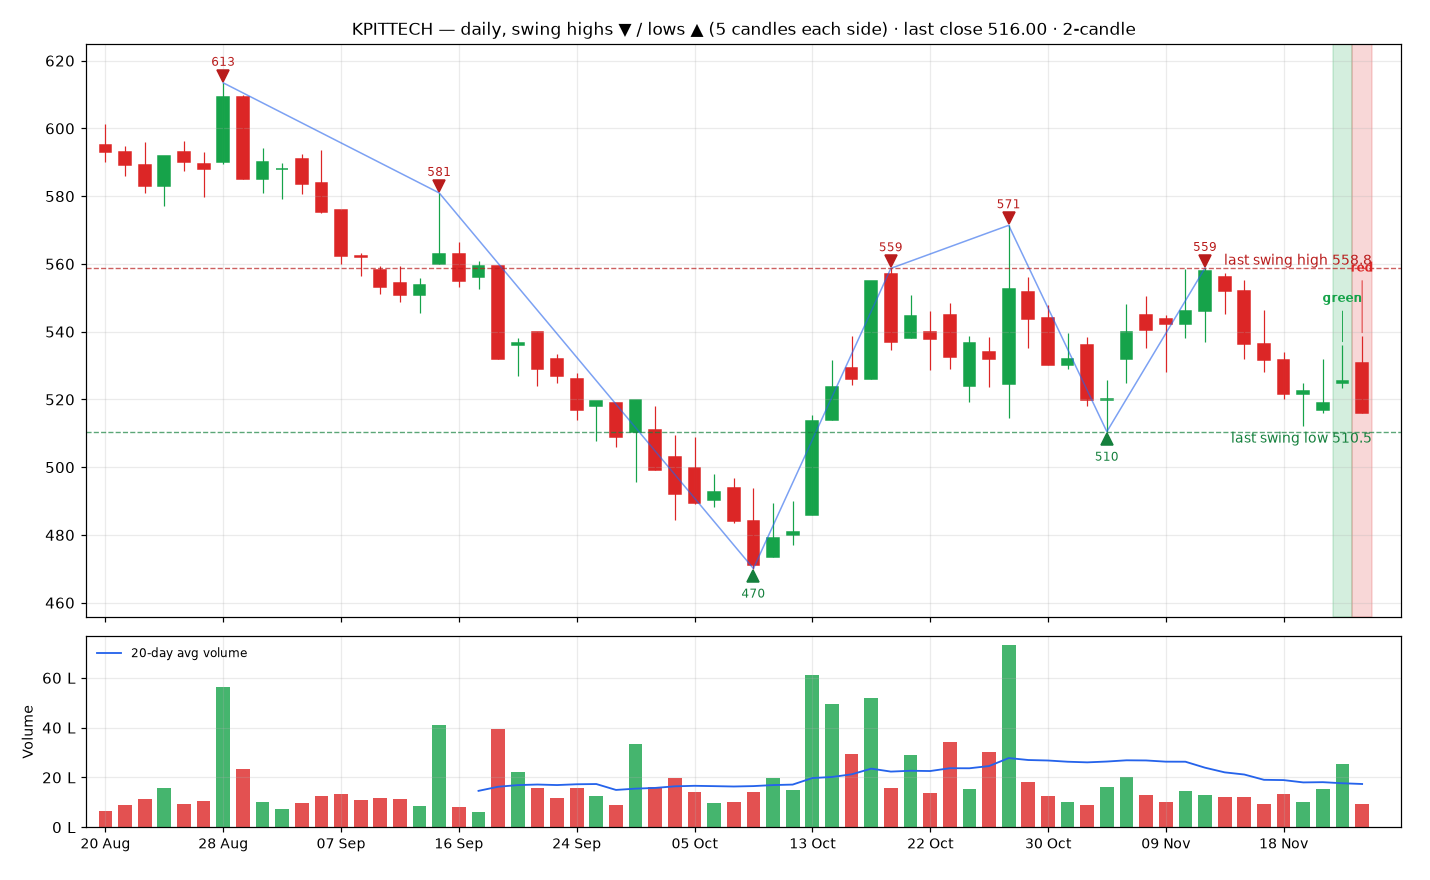 KPITTECH — daily, swing highs ▼ / lows ▲ (5 candles each side) · last close 516.00 · 2-candle
620
600
580
560
540
520
500
480
460
613
581
559
571
559
last swing high 558.8
red
green
last swing low 510.5
510
470
20-day avg volume
Volume
60 L
40 L
20 L
0 L
20 Aug
28 Aug
07 Sep
16 Sep
24 Sep
05 Oct
13 Oct
22 Oct
30 Oct
09 Nov
18 Nov